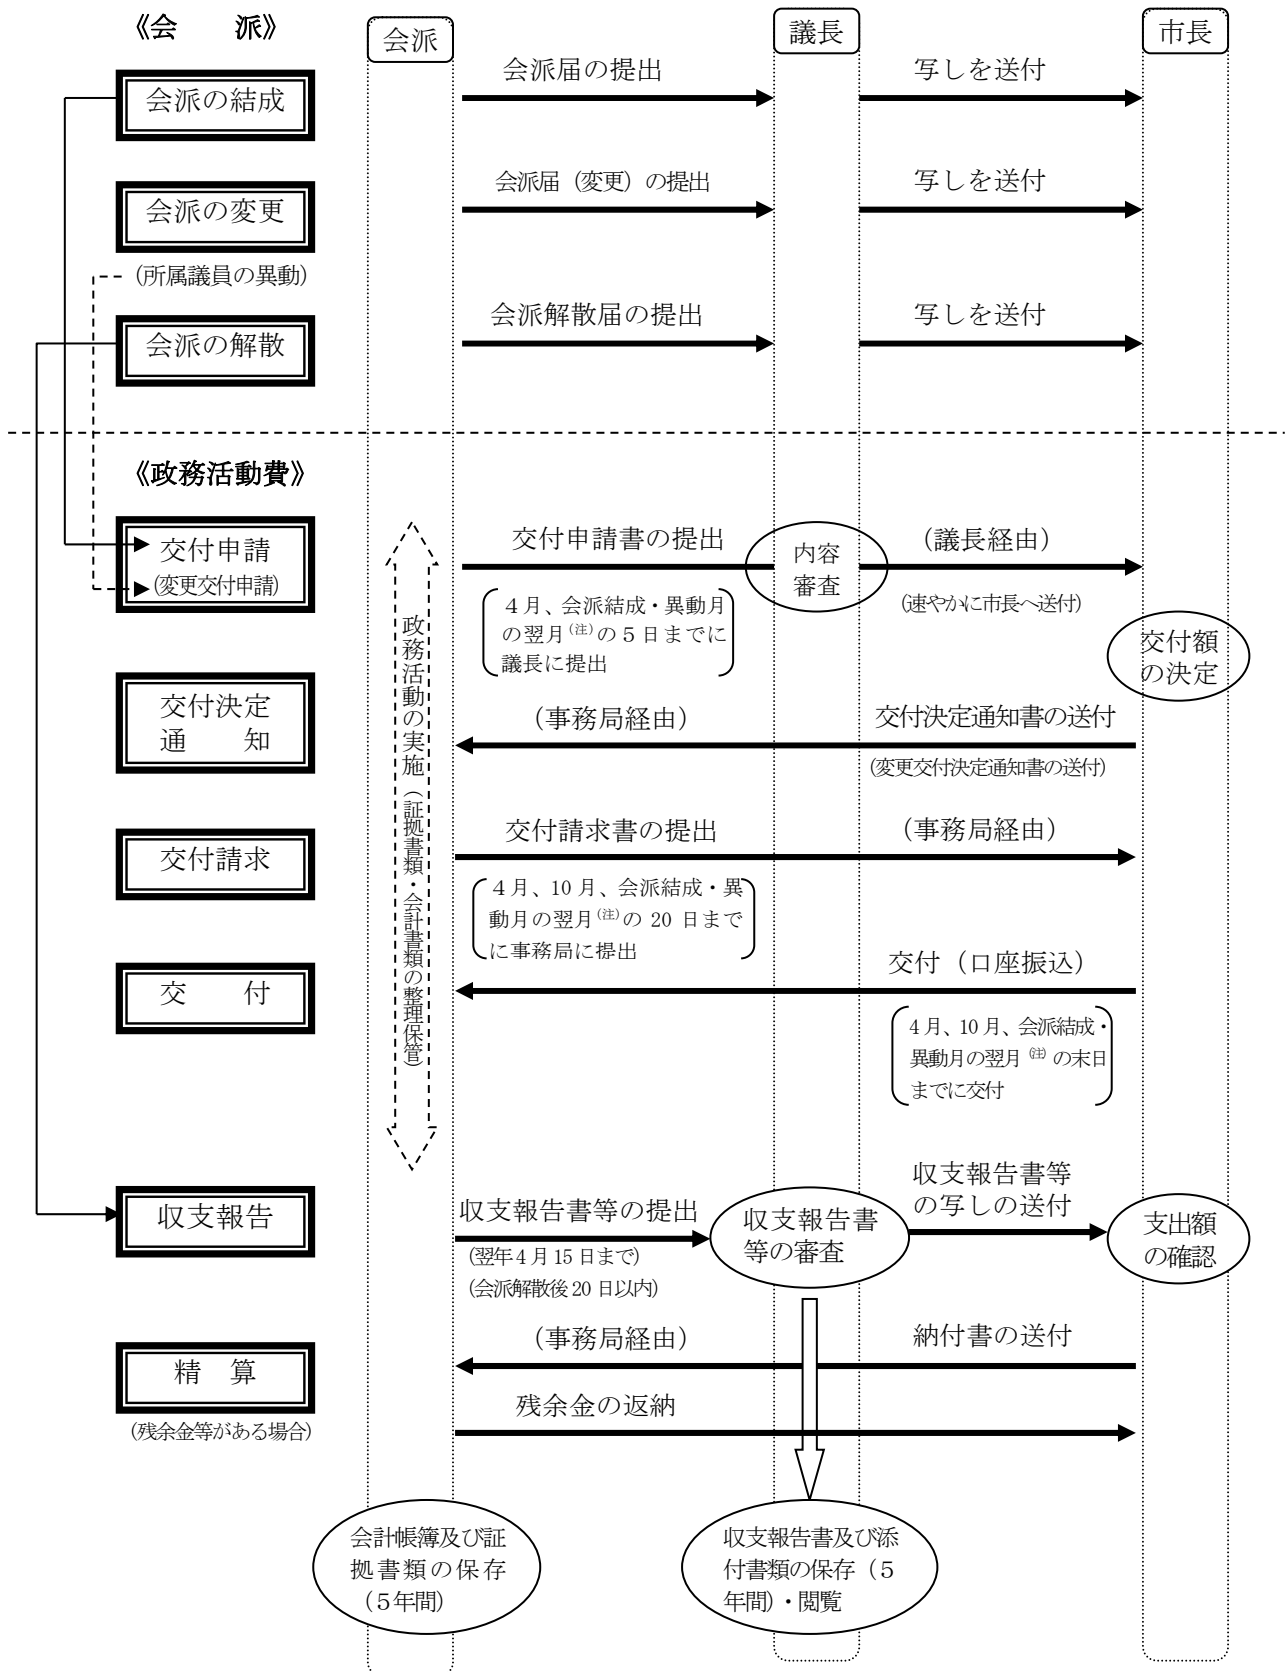 《会　　派》
会派
議長
市長
会派の結成
会派届の提出
写しを送付
会派の変更
会派届（変更）の提出
写しを送付
（所属議員の異動）
会派の解散
会派解散届の提出
写しを送付
《政務活動費》
交付申請
（変更交付申請）
交付申請書の提出
４月、会派結成・異動月
の翌月（注）の５日までに
議長に提出
内容
審査
（議長経由）
（速やかに市長へ送付）
交付額
の決定
政務活動の実施（証拠書類・会計書類の整理保管）
交付決定
通　　知
（事務局経由）
交付決定通知書の送付
（変更交付決定通知書の送付）
交付請求
交付請求書の提出
（事務局経由）
４月、10月、会派結成・異
動月の翌月（注）の 20 日まで
に事務局に提出
交　　付
交付（口座振込）
４月、10月、会派結成・
異動月の翌月（注）の末日
までに交付
収支報告
収支報告書等の提出
（翌年４月 15 日まで）
（会派解散後 20 日以内）
収支報告書
等の審査
収支報告書等
の写しの送付
支出額
の確認
精　算
（残余金等がある場合）
（事務局経由）
納付書の送付
残余金の返納
会計帳簿及び証
拠書類の保存
（５年間）
収支報告書及び添
付書類の保存（５
年間）・閲覧